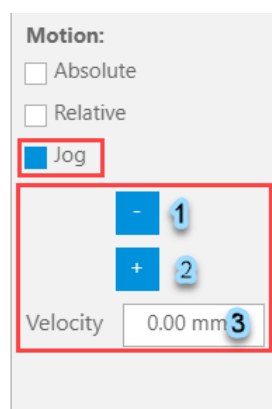 Motion:
Absolute
Relative
Jog
- 1
+ 2
Velocity 0.00 mm 3